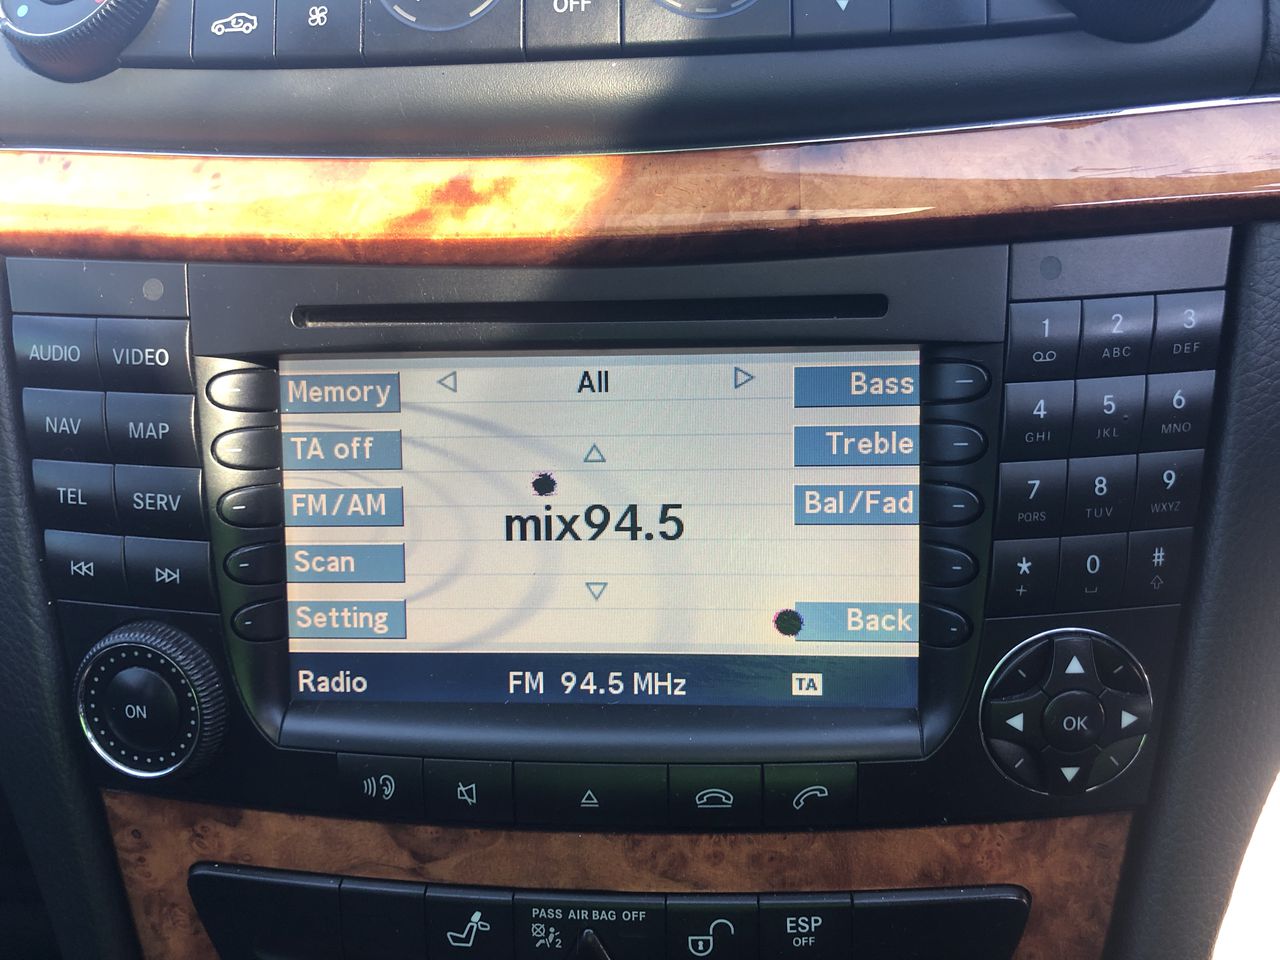 OFF
AUDIO
VIDEO
NAV
MAP
TEL
SERV
ON
Memory
TA off
FM/AM
Scan
Setting
All
mix94.5
Bass
Treble
Bal/Fad
Back
Radio
FM 94.5 MHz
TA
1
2
ABC
3
DEF
4
GHI
5
JKL
6
MNO
7
PQRS
8
TUV
9
WXYZ
*
+
0
#
OK
PASS AIR BAG OFF
2
ESP
OFF